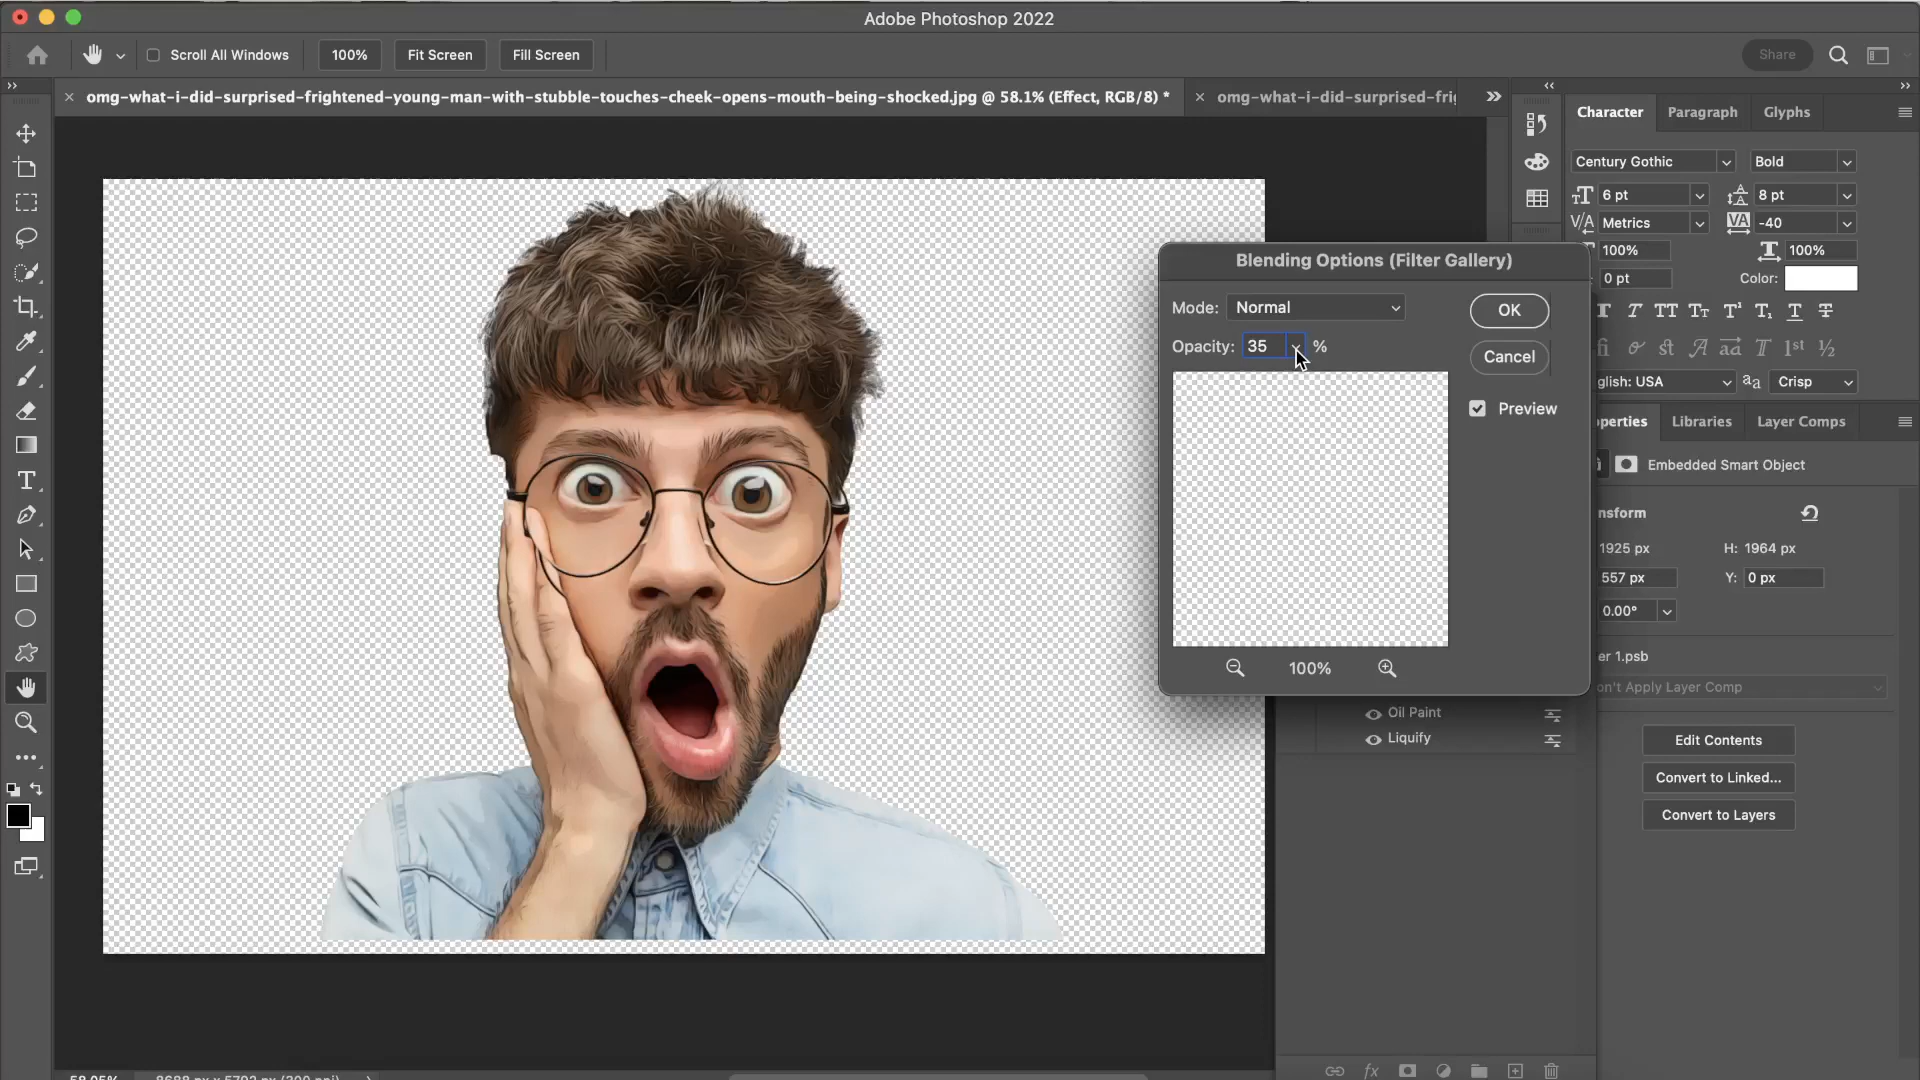 Adobe Photoshop 2022
Scroll All Windows
100%
Fit Screen
Fill Screen
Share
omg-what-i-did-surprised-frightened-young-man-with-stubble-touches-cheek-opens-mouth-being-shocked.jpg @ 58.1% (Effect, RGB/8) *
omg-what-i-did-surprised-frig
Character
Paragraph
Glyphs
Century Gothic
Bold
6 pt
8 pt
Metrics
-40
100%
100%
0 pt
Color:
glish: USA
Crisp
Blending Options (Filter Gallery)
Mode: Normal
OK
Opacity: 35 %
Cancel
Preview
100%
Oil Paint
Liquify
operties
Libraries
Layer Comps
Embedded Smart Object
nsform
1925 px
H: 1964 px
557 px
Y: 0 px
0.00°
er 1.psb
on't Apply Layer Comp
Edit Contents
Convert to Linked...
Convert to Layers
58.05%
8688 px x 5792 px (300 ppi)